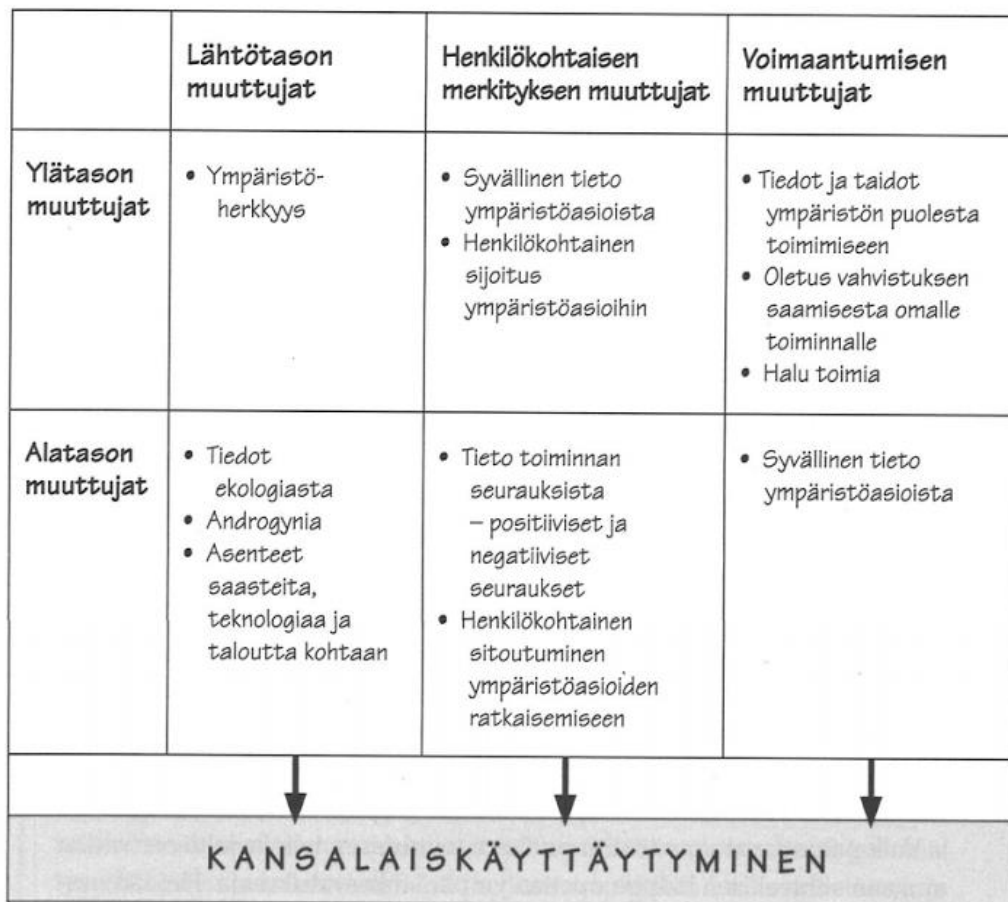 Lähtötason
muuttujat
Henkilökohtaisen
merkityksen muuttujat
Voimaantumisen
muuttujat
Ylätason
muuttujat
• Ympäristö-
herkkyys
• Syvällinen tieto
ympäristöasioista
• Henkilökohtainen
sijoitus
ympäristöasioihin
• Tiedot ja taidot
ympäristön puolesta
toimimiseen
• Oletus vahvistuksen
saamisesta omalle
toiminnalle
• Halu toimia
Alatason
muuttujat
• Tiedot
ekologiasta
• Androgynia
• Asenteet
saasteita,
teknologiaa ja
taloutta kohtaan
• Tieto toiminnan
seurauksista
– positiiviset ja
negatiiviset
seuraukset
• Henkilökohtainen
sitoutuminen
ympäristöasioiden
ratkaisemiseen
• Syvällinen tieto
ympäristöasioista
KANSALAISKÄYTTÄYTYMINEN